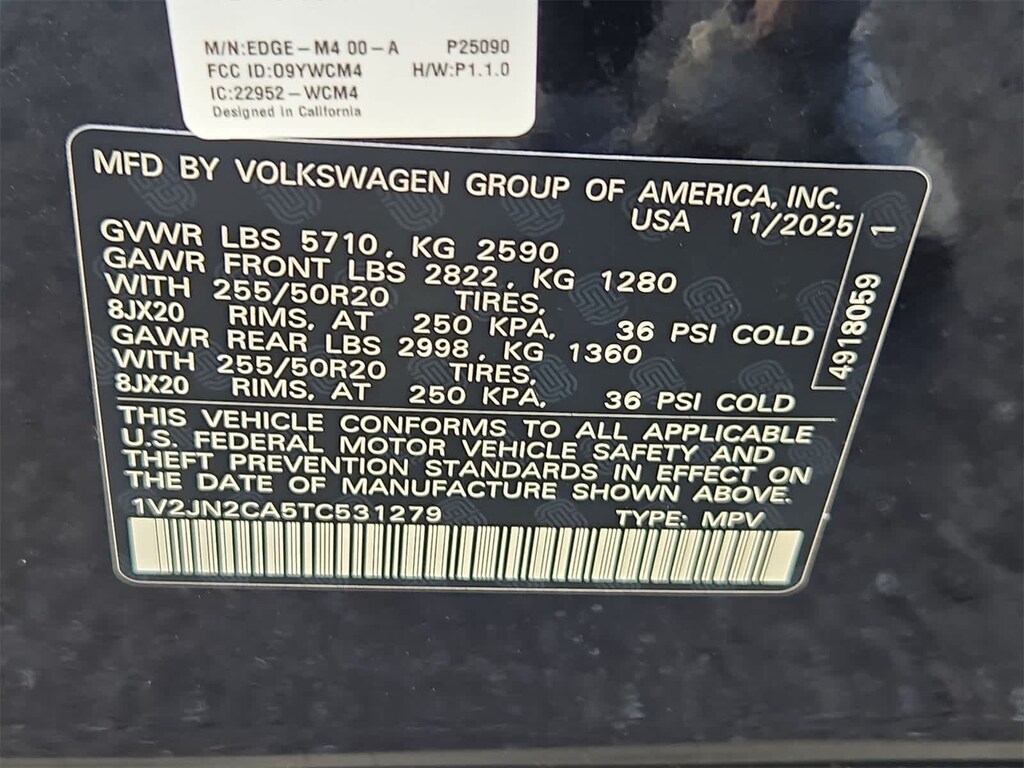 M/N:EDGE-M4 00-A P25090
FCC ID:O9YWCM4 H/W:P1.1.0
IC:22952-WCM4
Designed in California
MFD BY VOLKSWAGEN GROUP OF AMERICA, INC.
USA 11/2025
GVWR LBS 5710, KG 2590
GAWR FRONT LBS 2822, KG 1280
WITH 255/50R20 TIRES,
8JX20 RIMS, AT 250 KPA, 36 PSI COLD
GAWR REAR LBS 2998, KG 1360
WITH 255/50R20 TIRES,
8JX20 RIMS, AT 250 KPA, 36 PSI COLD
4918059 1
THIS VEHICLE CONFORMS TO ALL APPLICABLE
U.S. FEDERAL MOTOR VEHICLE SAFETY AND
THEFT PREVENTION STANDARDS IN EFFECT ON
THE DATE OF MANUFACTURE SHOWN ABOVE.
1V2JN2CA5TC531279 TYPE: MPV